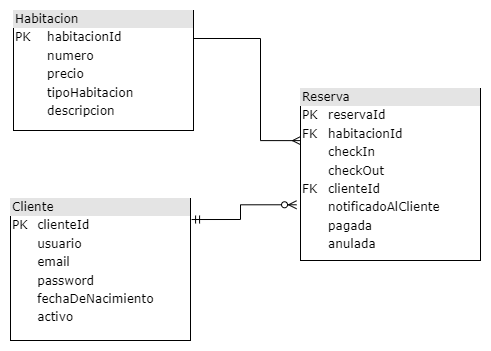 Habitacion
PK habitacionId
numero
precio
tipoHabitacion
descripcion
Reserva
PK reservaId
FK habitacionId
checkIn
checkOut
FK clienteId
notificadoAlCliente
pagada
anulada
Cliente
PK clienteId
usuario
email
password
fechaDeNacimiento
activo